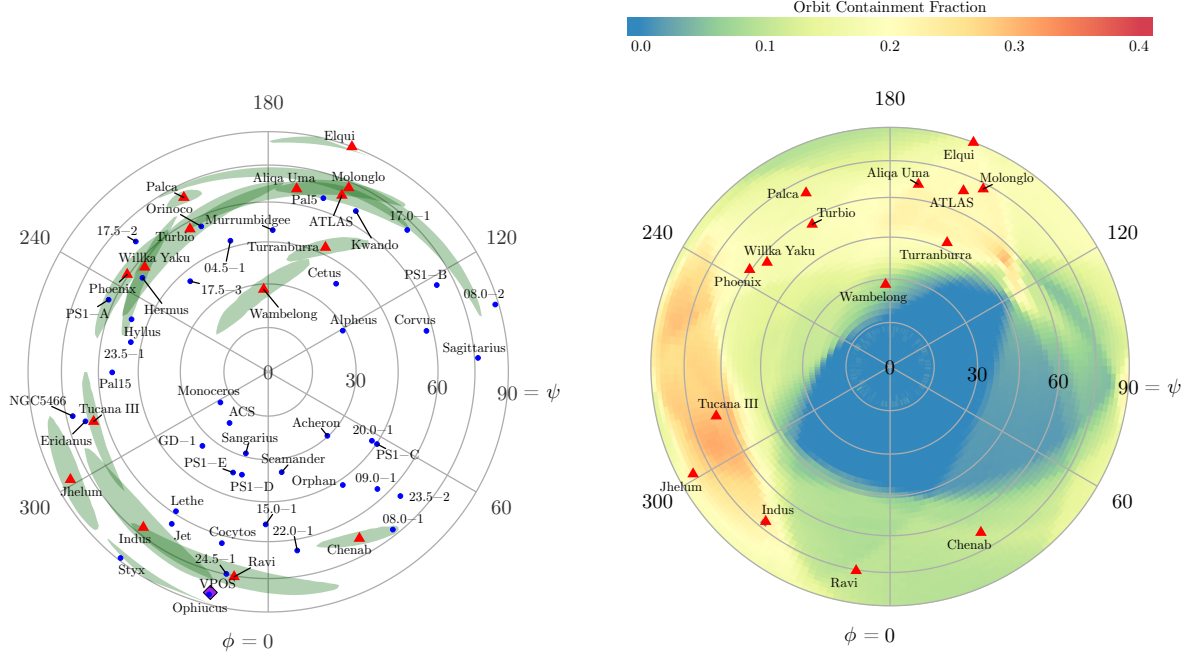 Orbit Containment Fraction
0.0 0.1 0.2 0.3 0.4
180
Elqui
Palca
Aliqa Uma
Molonglo
Orinoco
Pal5
Murrumbidgee
ATLAS
17.0−1
240
17.5−2
Turbio
Turranburra
Kwando
120
Willka Yaku
04.5−1
Cetus
PS1−B
Phoenix
17.5−3
08.0−2
PS1−A
Hermus
Wambelong
Alpheus
Corvus
Hyllus
23.5−1
Sagittarius
Pal15
0
30
60
90 = ψ
NGC5466
Tucana III
Monoceros
ACS
Eridanus
GD−1
Sangarius
Acheron
20.0−1
PS1−C
PS1−E
Scamander
PS1−D
Orphan
09.0−1
Jhelum
23.5−2
300
Lethe
15.0−1
60
Indus
Jet
Cocytos
22.0−1
08.0−1
Chenab
Styx
24.5−1
Ravi
VPOS
Ophiucus
ϕ = 0
180
Elqui
Aliqa Uma
Molonglo
Palca
ATLAS
Turbio
240
120
Willka Yaku
Turranburra
Phoenix
Wambelong
0
30
60
90 = ψ
Tucana III
Jhelum
300
Indus
60
Chenab
Ravi
ϕ = 0